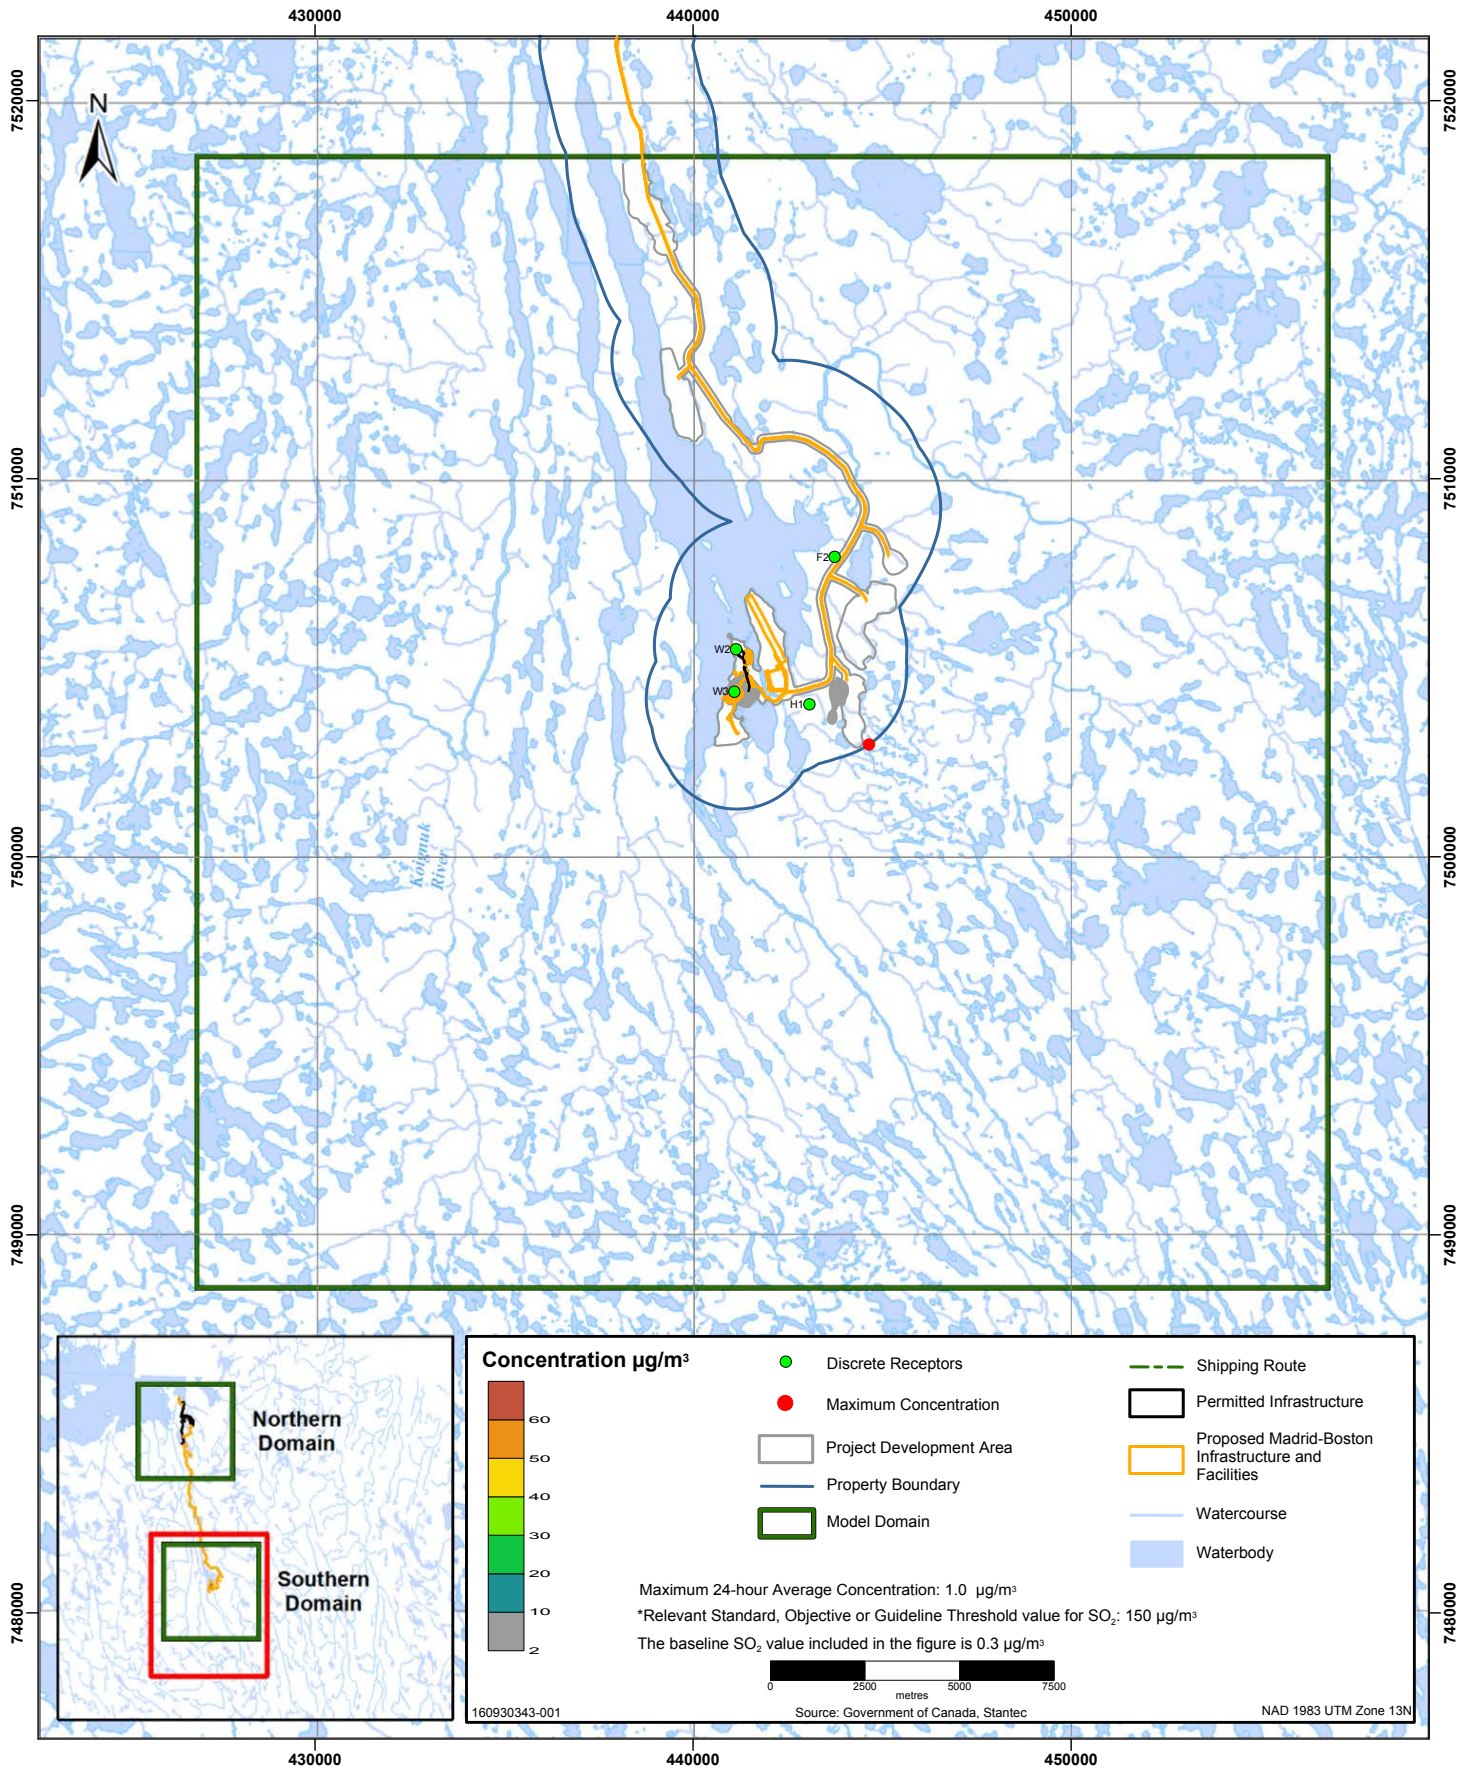 430000
440000
450000
7520000
7520000
N
7510000
7510000
F2
W2
W3
H1
7500000
7500000
Koignuk
River
7490000
7490000
Northern
Domain
Southern
Domain
Concentration µg/m³
60
50
40
30
20
10
2
Discrete Receptors
Maximum Concentration
Project Development Area
Property Boundary
Model Domain
Shipping Route
Permitted Infrastructure
Proposed Madrid-Boston
Infrastructure and
Facilities
Watercourse
Waterbody
Maximum 24-hour Average Concentration: 1.0 µg/m³
*Relevant Standard, Objective or Guideline Threshold value for SO₂: 150 µg/m³
The baseline SO₂ value included in the figure is 0.3 µg/m³
0 2500 5000 7500
metres
160930343-001
Source: Government of Canada, Stantec
NAD 1983 UTM Zone 13N
7480000
7480000
430000
440000
450000